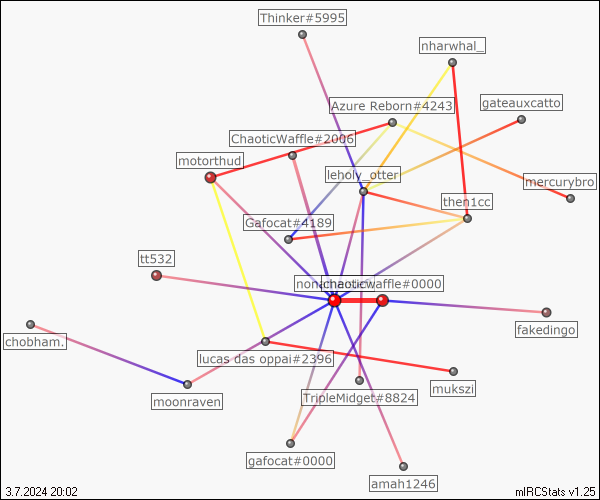 Thinker#5995
nharwhal_
Azure Reborn#4243
gateauxcatto
ChaoticWaffle#2006
motorthud
leholy_otter
mercurybro
then1cc
Gafocat#4189
tt532
chaoticwaffle#0000
fakedingo
chobham.
lucas das oppai#2396
mukszi
TripleMidget#8824
moonraven
gafocat#0000
amah1246
3.7.2024 20:02
mIRCStats v1.25